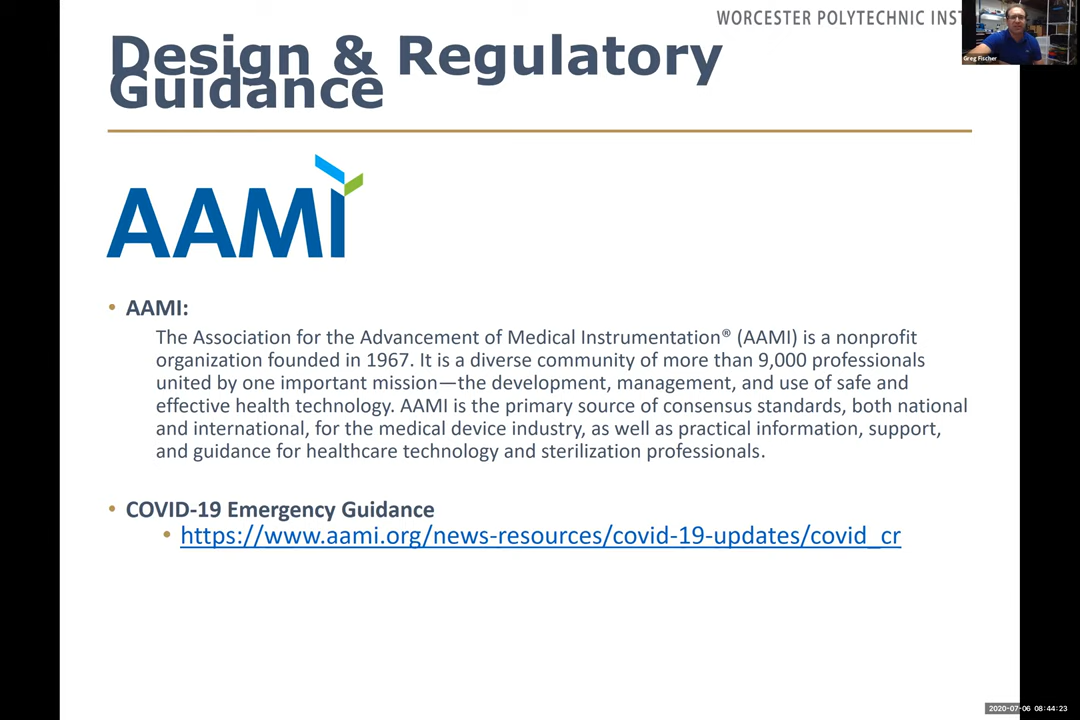 WORCESTER POLYTECHNIC INST
Greg Fischer
Design & Regulatory
Guidance
AAMI
• AAMI:
The Association for the Advancement of Medical Instrumentation® (AAMI) is a nonprofit
organization founded in 1967. It is a diverse community of more than 9,000 professionals
united by one important mission—the development, management, and use of safe and
effective health technology. AAMI is the primary source of consensus standards, both national
and international, for the medical device industry, as well as practical information, support,
and guidance for healthcare technology and sterilization professionals.
• COVID-19 Emergency Guidance
• https://www.aami.org/news-resources/covid-19-updates/covid_cr
2020-07-06 08:44:23